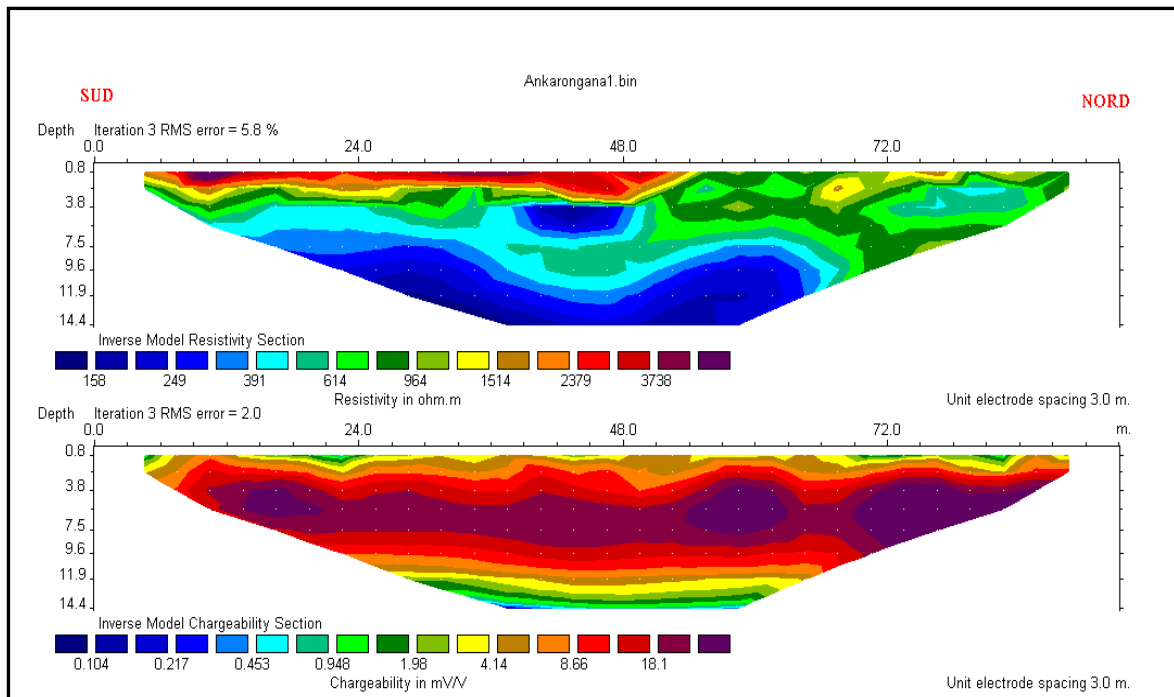 Ankarongana1.bin
SUD NORD
Depth Iteration 3 RMS error = 5.8 %
0.0 24.0 48.0 72.0
0.8
3.8
7.5
9.6
11.9
14.4
Inverse Model Resistivity Section
158 249 391 614 964 1514 2379 3738
Resistivity in ohm.m Unit electrode spacing 3.0 m.
Depth Iteration 3 RMS error = 2.0
0.0 24.0 48.0 72.0 m.
0.8
3.8
7.5
9.6
11.9
14.4
Inverse Model Chargeability Section
0.104 0.217 0.453 0.948 1.98 4.14 8.66 18.1
Chargeability in mV/V Unit electrode spacing 3.0 m.